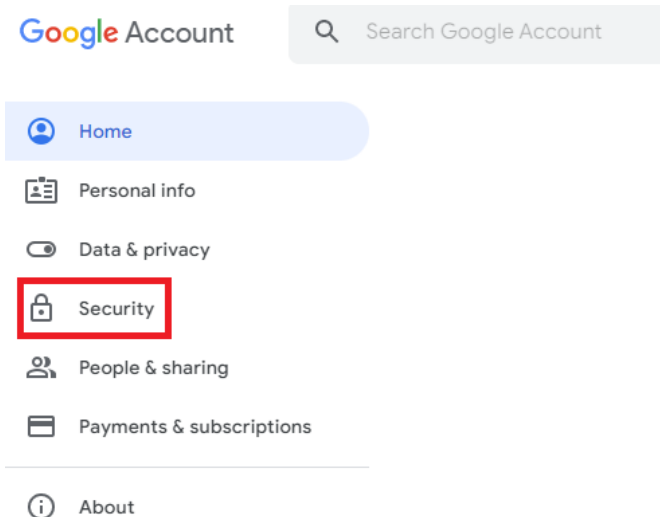 Google Account
Search Google Account
Home
Personal info
Data & privacy
Security
People & sharing
Payments & subscriptions
About